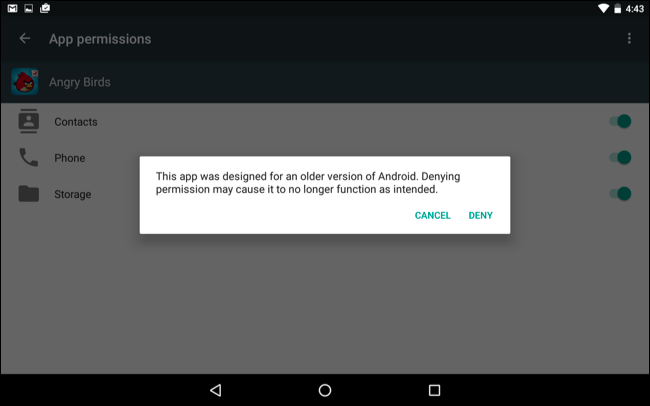 4:43
App permissions
Angry Birds
Contacts
Phone
Storage
This app was designed for an older version of Android. Denying
permission may cause it to no longer function as intended.
CANCEL DENY